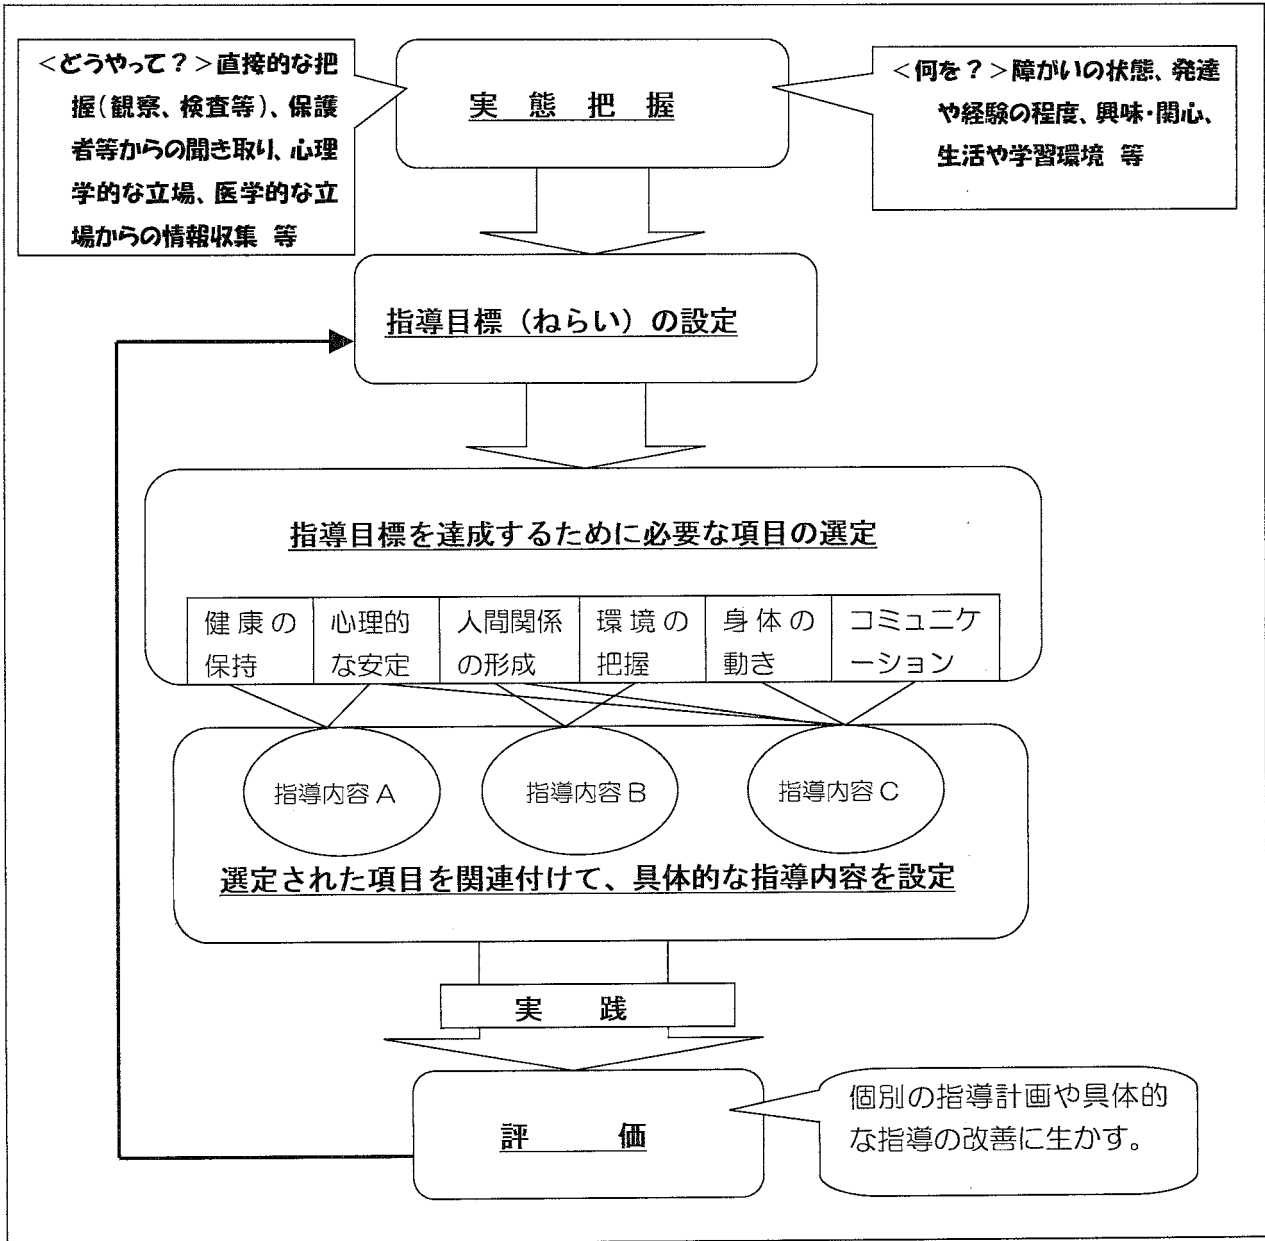 ＜どうやって？＞直接的な把
握（観察、検査等）、保護
者等からの聞き取り、心理
学的な立場、医学的な立
場からの情報収集 等
実態把握
＜何を？＞障がいの状態、発達
や経験の程度、興味・関心、
生活や学習環境 等
指導目標（ねらい）の設定
指導目標を達成するために必要な項目の選定
健康の
保持
心理的
な安定
人間関係
の形成
環境の
把握
身体の
動き
コミュニケ
ーション
指導内容A
指導内容B
指導内容C
選定された項目を関連付けて、具体的な指導内容を設定
実践
評価
個別の指導計画や具体的
な指導の改善に生かす。